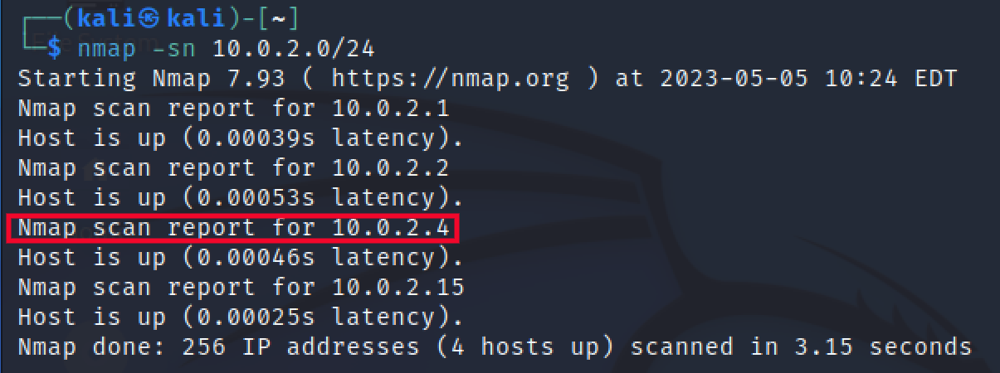 ┌──(kali㉿kali)-[~]
└─$ nmap -sn 10.0.2.0/24
Starting Nmap 7.93 ( https://nmap.org ) at 2023-05-05 10:24 EDT
Nmap scan report for 10.0.2.1
Host is up (0.00039s latency).
Nmap scan report for 10.0.2.2
Host is up (0.00053s latency).
Nmap scan report for 10.0.2.4
Host is up (0.00046s latency).
Nmap scan report for 10.0.2.15
Host is up (0.00025s latency).
Nmap done: 256 IP addresses (4 hosts up) scanned in 3.15 seconds